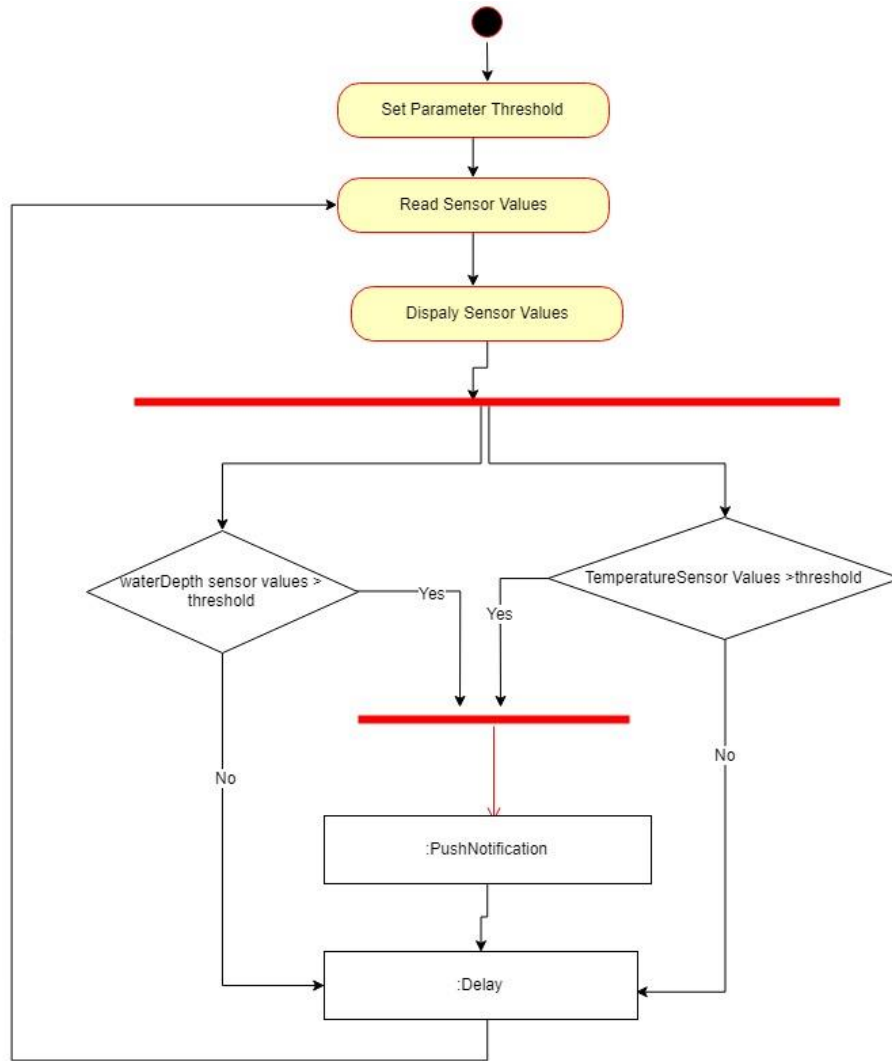 Set Parameter Threshold
Read Sensor Values
Dispaly Sensor Values
waterDepth sensor values >
threshold
TemperatureSensor Values >threshold
Yes
Yes
No
No
:PushNotification
:Delay